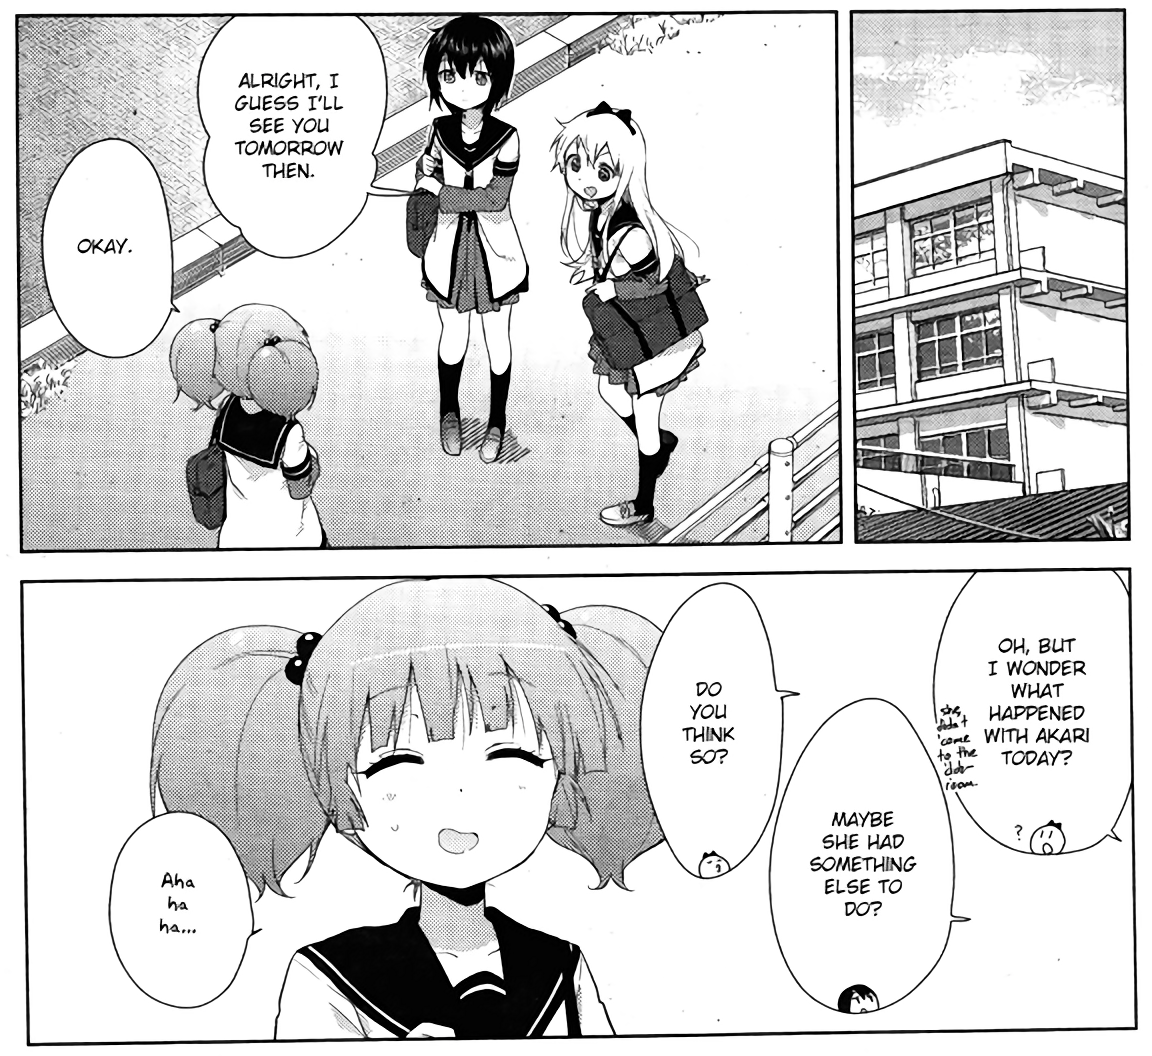 ALRIGHT, I
GUESS I'LL
SEE YOU
TOMORROW
THEN.
OKAY.
OH, BUT
I WONDER
WHAT
HAPPENED
WITH AKARI
TODAY?
she
didn't
come
to the
club
room.
?
MAYBE
SHE HAD
SOMETHING
ELSE TO
DO?
DO
YOU
THINK
SO?
Aha
ha
ha...